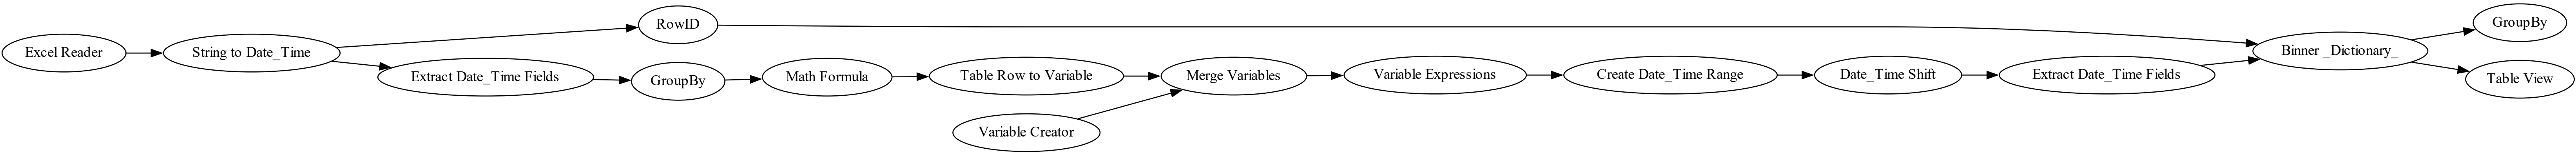 Excel Reader
String to Date_Time
RowID
Extract Date_Time Fields
GroupBy
Math Formula
Table Row to Variable
Variable Creator
Merge Variables
Variable Expressions
Create Date_Time Range
Date_Time Shift
Extract Date_Time Fields
Binner _Dictionary_
GroupBy
Table View